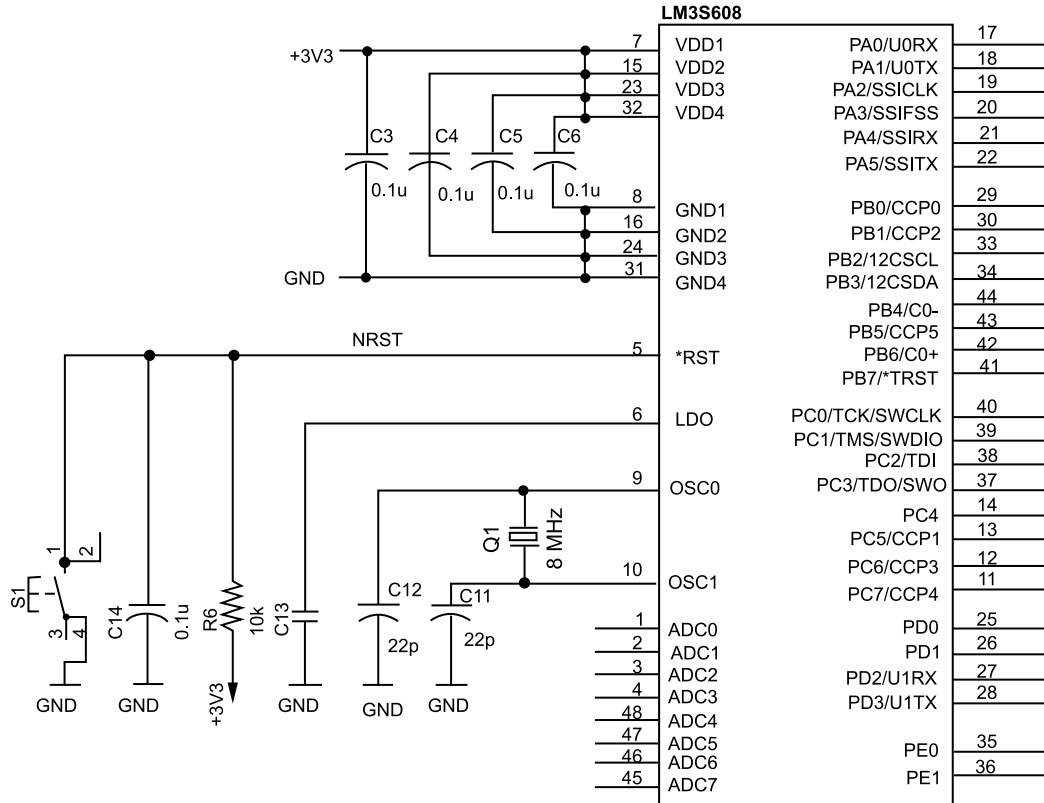 LM3S608
+3V3
7 VDD1
15 VDD2
23 VDD3
32 VDD4
C3
C4
C5
C6
0.1u
0.1u
0.1u
0.1u
8 GND1
16 GND2
24 GND3
31 GND4
GND
NRST
5 *RST
6 LDO
9 OSC0
Q1
8 MHz
10 OSC1
S1
1
2
3
4
C14
0.1u
R6
10k
C13
C12
22p
C11
22p
GND
GND
+3V3
GND
GND
GND
1 ADC0
2 ADC1
3 ADC2
4 ADC3
48 ADC4
47 ADC5
46 ADC6
45 ADC7
PA0/U0RX 17
PA1/U0TX 18
PA2/SSICLK 19
PA3/SSIFSS 20
PA4/SSIRX 21
PA5/SSITX 22
PB0/CCP0 29
PB1/CCP2 30
PB2/12CSCL 33
PB3/12CSDA 34
PB4/C0- 44
PB5/CCP5 43
PB6/C0+ 42
PB7/*TRST 41
PC0/TCK/SWCLK 40
PC1/TMS/SWDIO 39
PC2/TDI 38
PC3/TDO/SWO 37
PC4 14
PC5/CCP1 13
PC6/CCP3 12
PC7/CCP4 11
PD0 25
PD1 26
PD2/U1RX 27
PD3/U1TX 28
PE0 35
PE1 36